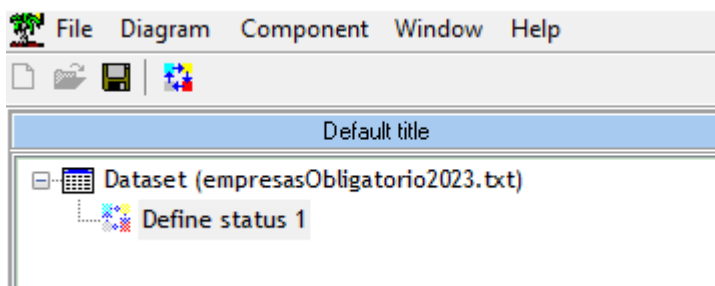 File Diagram Component Window Help
Default title
Dataset (empresasObligatorio2023.txt)
Define status 1